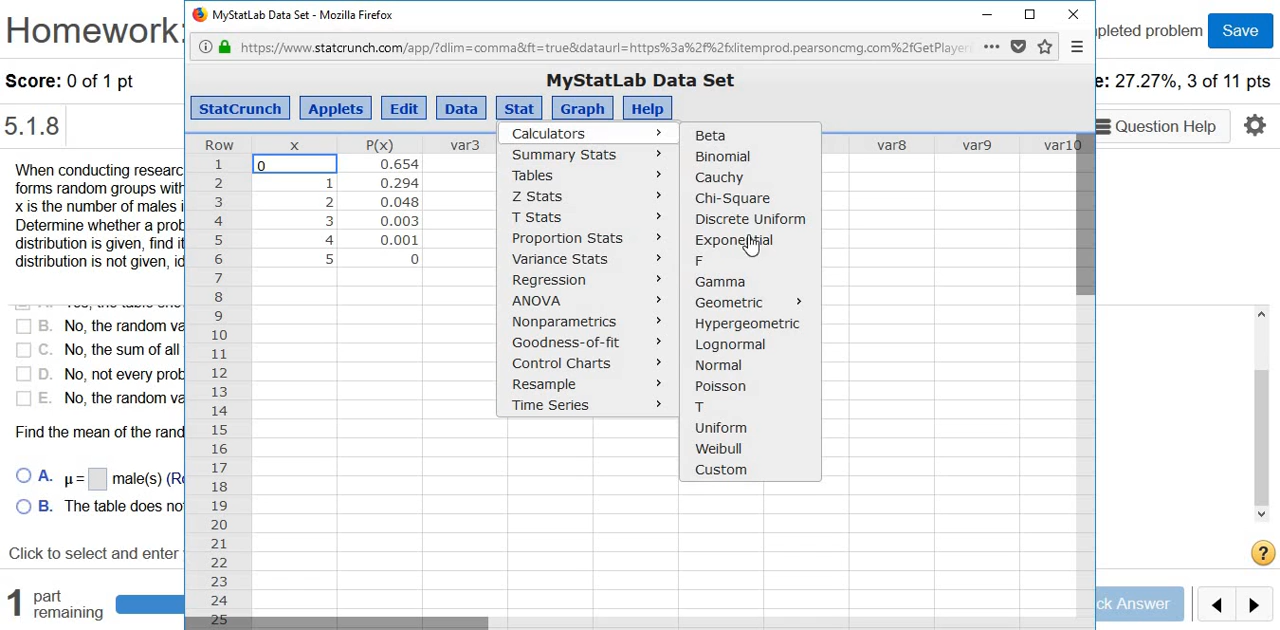 Homework:
MyStatLab Data Set - Mozilla Firefox
pleted problem
Save
https://www.statcrunch.com/app/?dlim=comma&ft=true&dataurl=https%3a%2f%2fxlitemprod.pearsoncmg.com%2fGetPlayer
Score: 0 of 1 pt
MyStatLab Data Set
e: 27.27%, 3 of 11 pts
StatCrunch Applets Edit Data Stat Graph Help
5.1.8
Question Help
When conducting researc
forms random groups with
x is the number of males i
Determine whether a prob
distribution is given, find it
distribution is not given, id
B. No, the random va
C. No, the sum of all
D. No, not every prob
E. No, the random va
Find the mean of the rand
A. μ = male(s) (Ro
B. The table does no
Click to select and enter
1 part remaining
Row x P(x) var3 var8 var9 var10
1 0 0.654
2 1 0.294
3 2 0.048
4 3 0.003
5 4 0.001
6 5 0
7
8
9
10
11
12
13
14
15
16
17
18
19
20
21
22
23
24
25
Calculators
Summary Stats
Tables
Z Stats
T Stats
Proportion Stats
Variance Stats
Regression
ANOVA
Nonparametrics
Goodness-of-fit
Control Charts
Resample
Time Series
Beta
Binomial
Cauchy
Chi-Square
Discrete Uniform
Exponential
F
Gamma
Geometric
Hypergeometric
Lognormal
Normal
Poisson
T
Uniform
Weibull
Custom
?
ck Answer